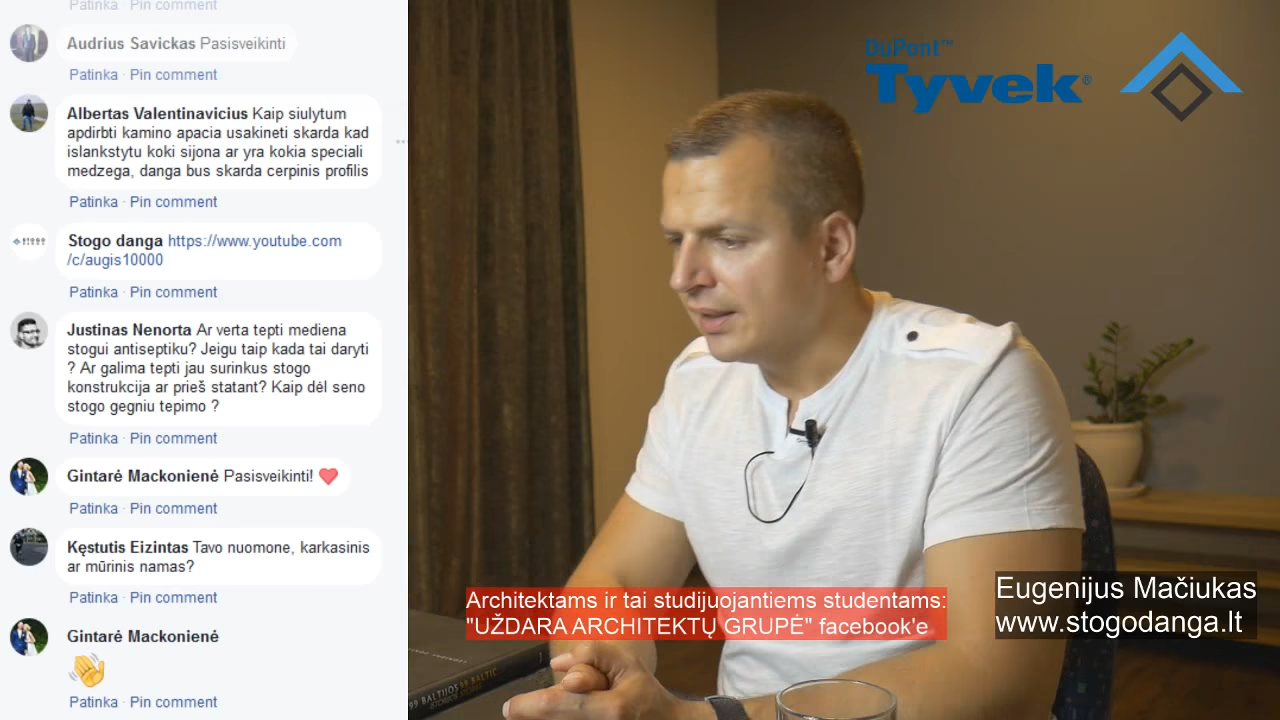 Patinka · Pin comment
Audrius Savickas Pasisveikinti
Patinka · Pin comment
Albertas Valentinavicius Kaip siulytum
apdirbti kamino apacia usakineti skarda kad
islankstytu koki sijona ar yra kokia speciali
medzega, danga bus skarda cerpinis profilis
Patinka · Pin comment
Stogo danga https://www.youtube.com
/c/augis10000
Patinka · Pin comment
Justinas Nenorta Ar verta tepti mediena
stogui antiseptiku? Jeigu taip kada tai daryti
? Ar galima tepti jau surinkus stogo
konstrukcija ar prieš statant? Kaip dėl seno
stogo gegniu tepimo ?
Patinka · Pin comment
Gintarė Mackonienė Pasisveikinti! ❤️
Patinka · Pin comment
Kęstutis Eizintas Tavo nuomone, karkasinis
ar mūrinis namas?
Patinka · Pin comment
Gintarė Mackonienė
👋
Patinka · Pin comment
DuPont™
Tyvek®
Architektams ir tai studijuojantiems studentams:
"UŽDARA ARCHITEKTŲ GRUPĖ" facebook'e
Eugenijus Mačiukas
www.stogodanga.lt
99 BALTIJOS 99 BALTIC